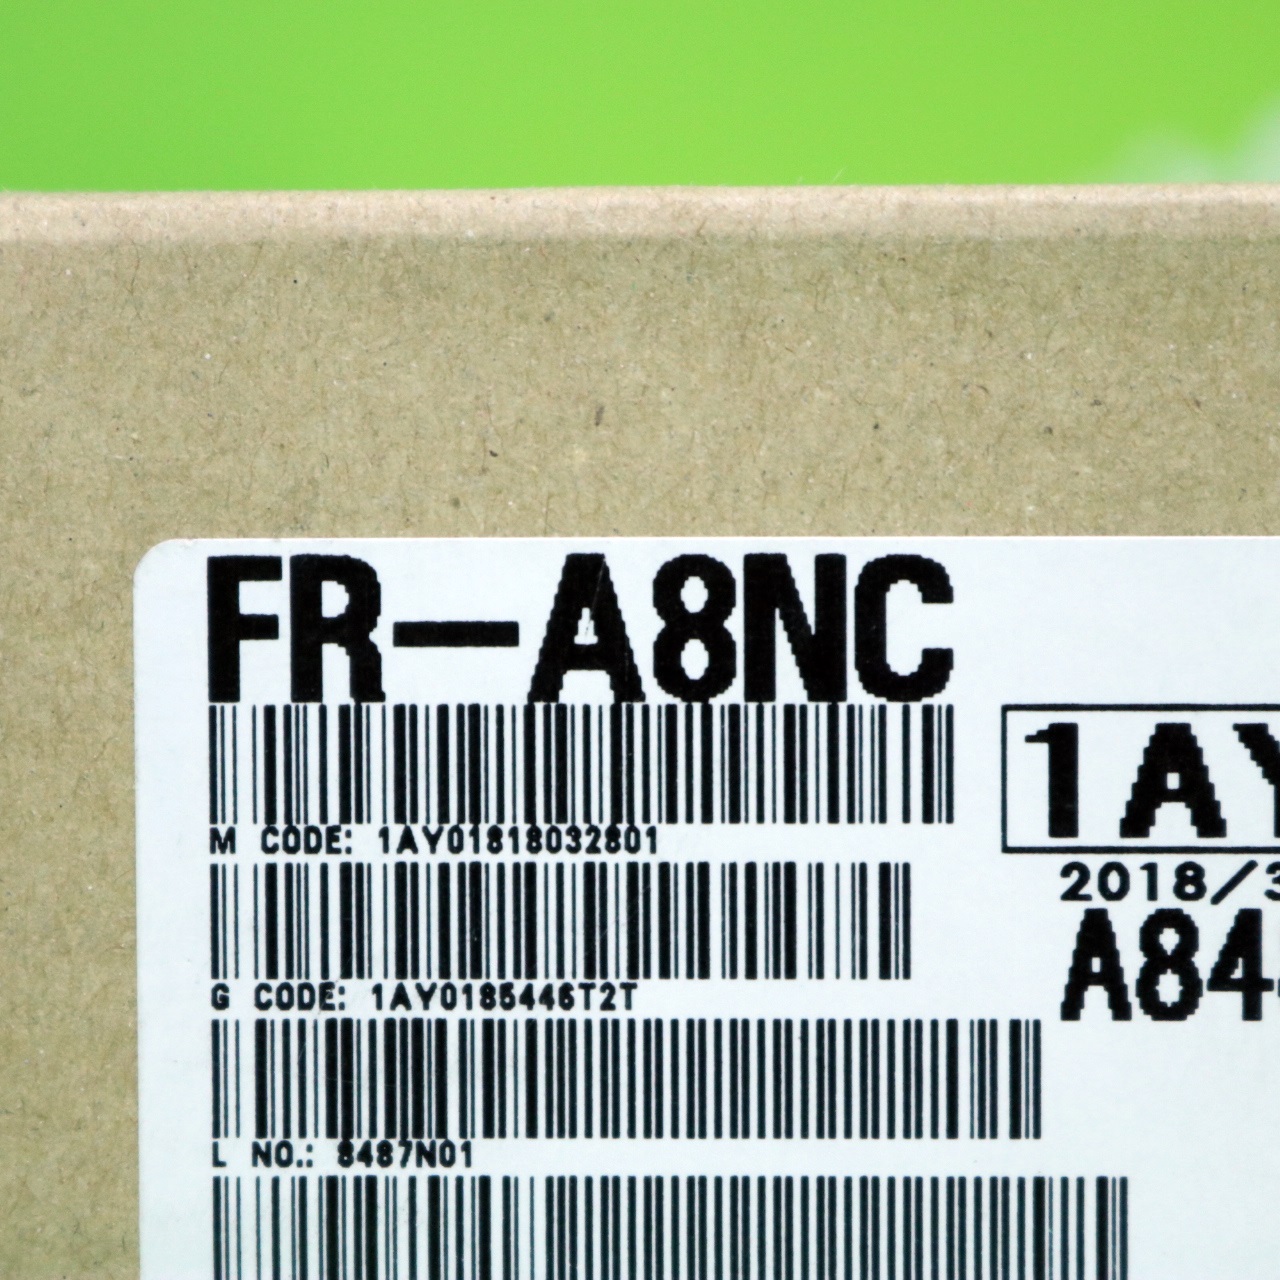 FR-A8NC
1AY
M CODE: 1AY01818032801
2018/3
A84
G CODE: 1AY0185446T2T
L NO.: 8487N01